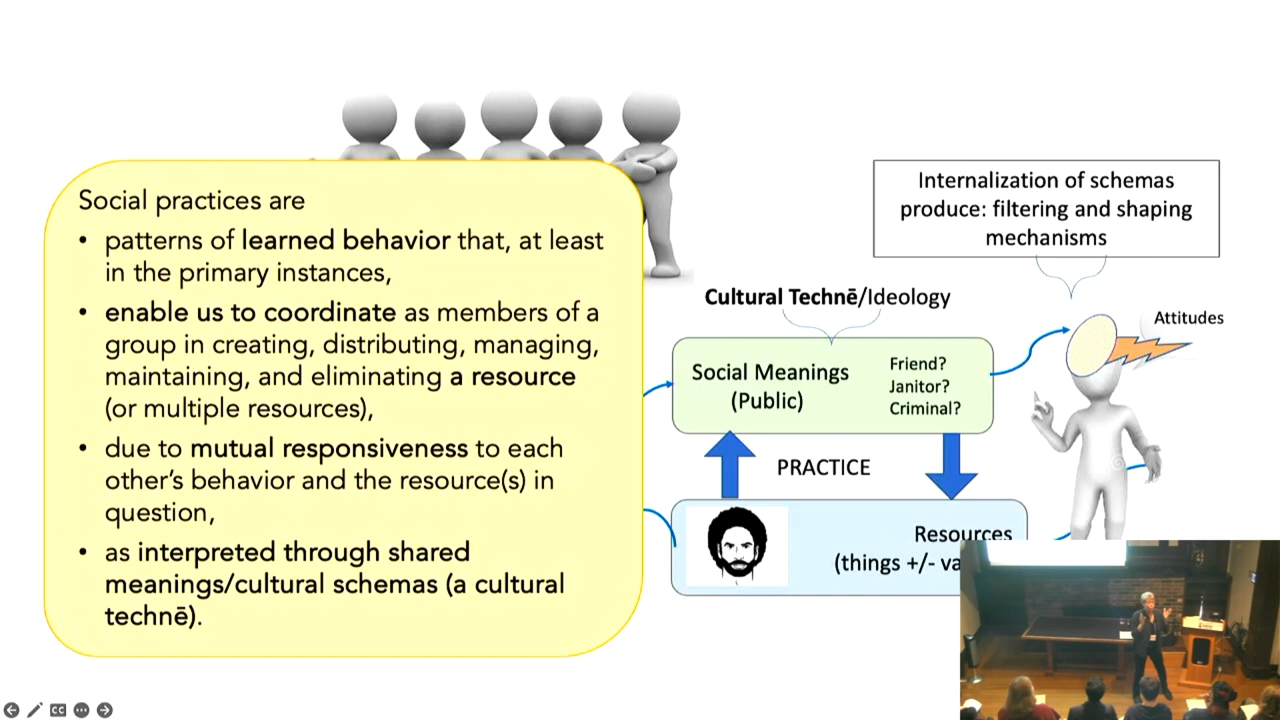 Social practices are
• patterns of learned behavior that, at least
in the primary instances,
• enable us to coordinate as members of a
group in creating, distributing, managing,
maintaining, and eliminating a resource
(or multiple resources),
• due to mutual responsiveness to each
other's behavior and the resource(s) in
question,
• as interpreted through shared
meanings/cultural schemas (a cultural
technē).
Internalization of schemas
produce: filtering and shaping
mechanisms
Cultural Technē/Ideology
Attitudes
Social Meanings
(Public)
Friend?
Janitor?
Criminal?
PRACTICE
Resources
(things +/-
CC